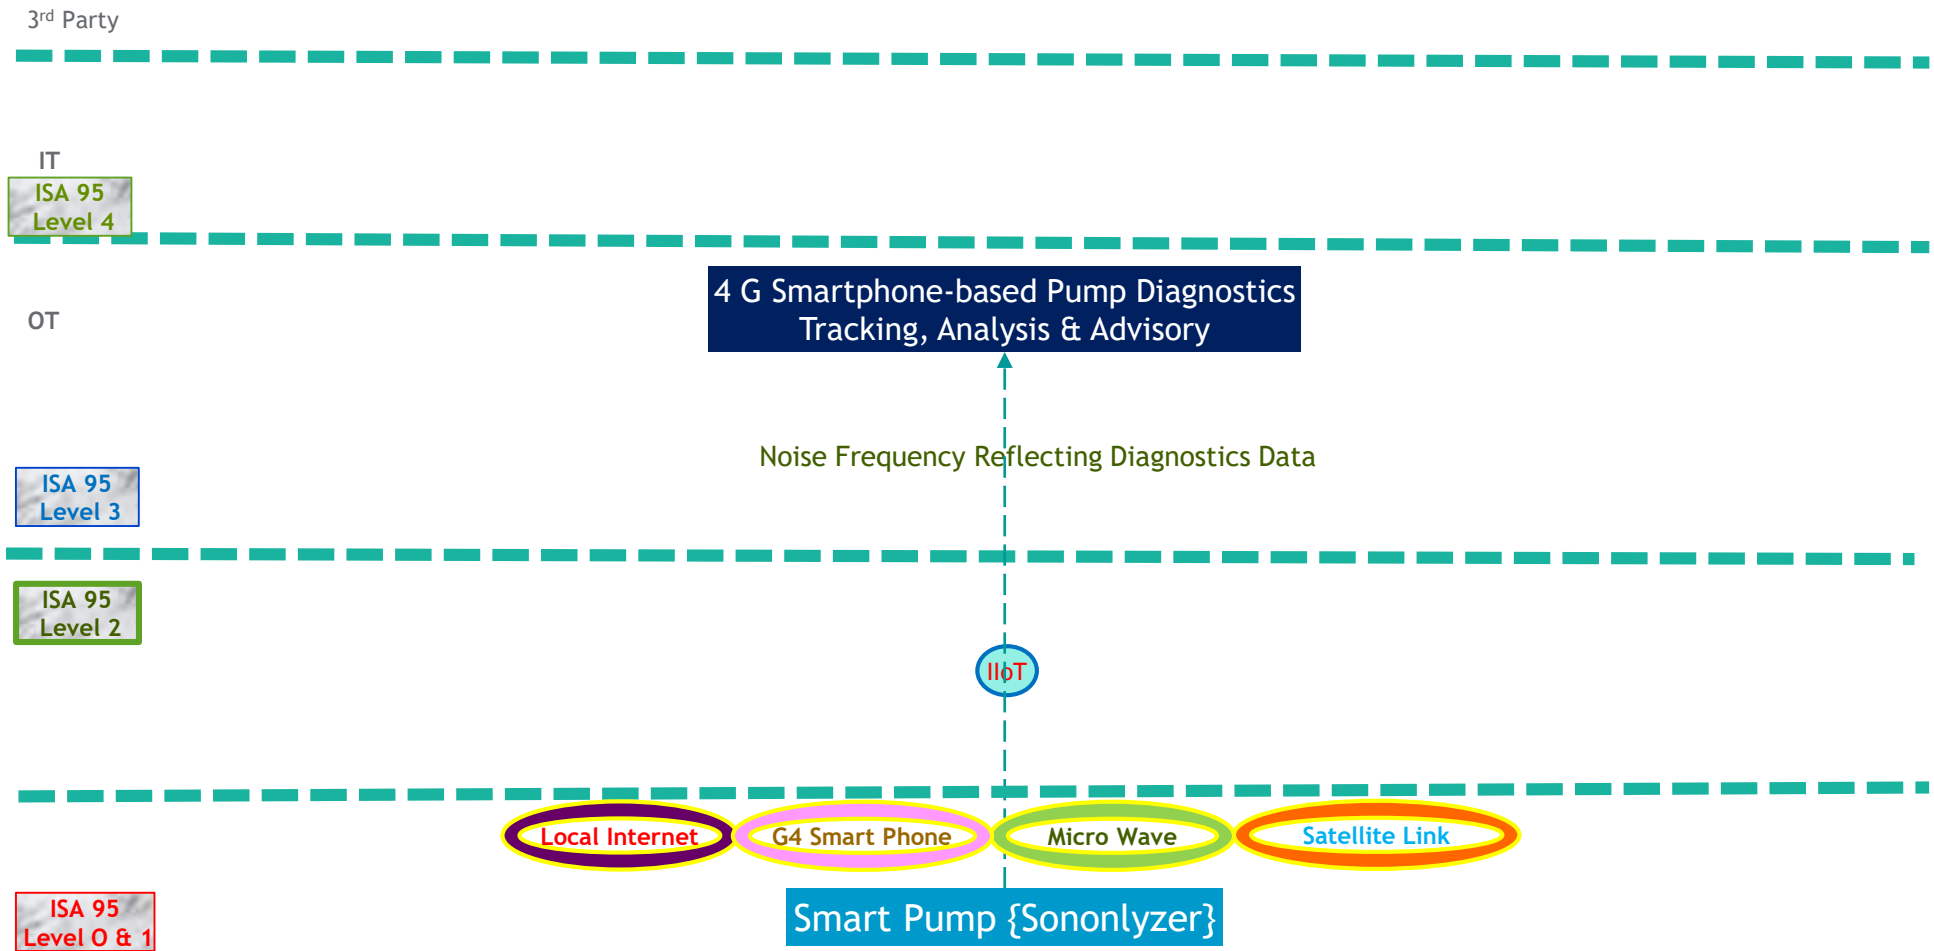 3rd Party
IT
ISA 95
Level 4
4 G Smartphone-based Pump Diagnostics
Tracking, Analysis & Advisory
OT
Noise Frequency Reflecting Diagnostics Data
ISA 95
Level 3
ISA 95
Level 2
IIoT
Local Internet
G4 Smart Phone
Micro Wave
Satellite Link
Smart Pump {Sononlyzer}
ISA 95
Level O & 1